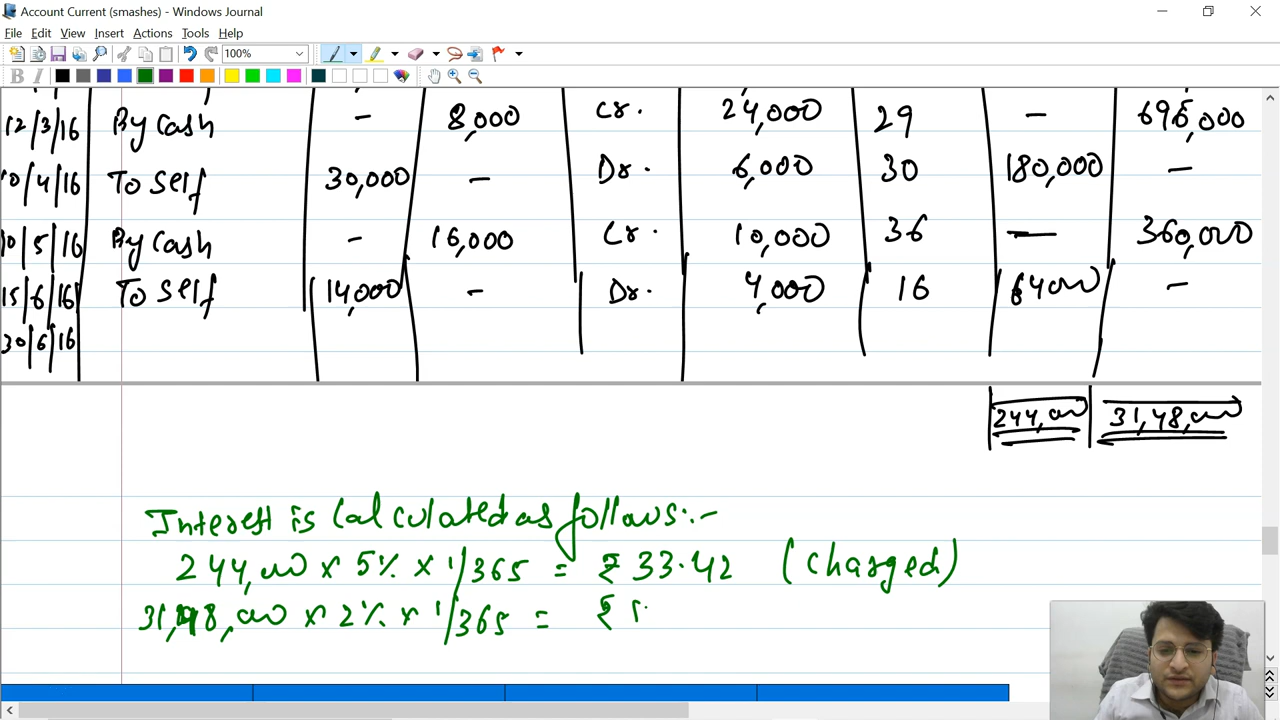 Account Current (smashes) - Windows Journal
File Edit View Insert Actions Tools Help
100%
B I
12/3/16 By Cash - 8,000 Cr. 24,000 29 - 696,000
10/4/16 To Self 30,000 - Dr. 6,000 30 180,000 -
10/5/16 By Cash - 16,000 Cr. 10,000 36 — 360,000
15/6/16 To Self 14,000 - Dr. 4,000 16 64000 -
30/6/16
244,000 31,48,000
Interest is Calculated as follows:-
244,000 x 5% x 1/365 = ₹ 33.42 (Charged)
31,48,000 x 2% x 1/365 = ₹